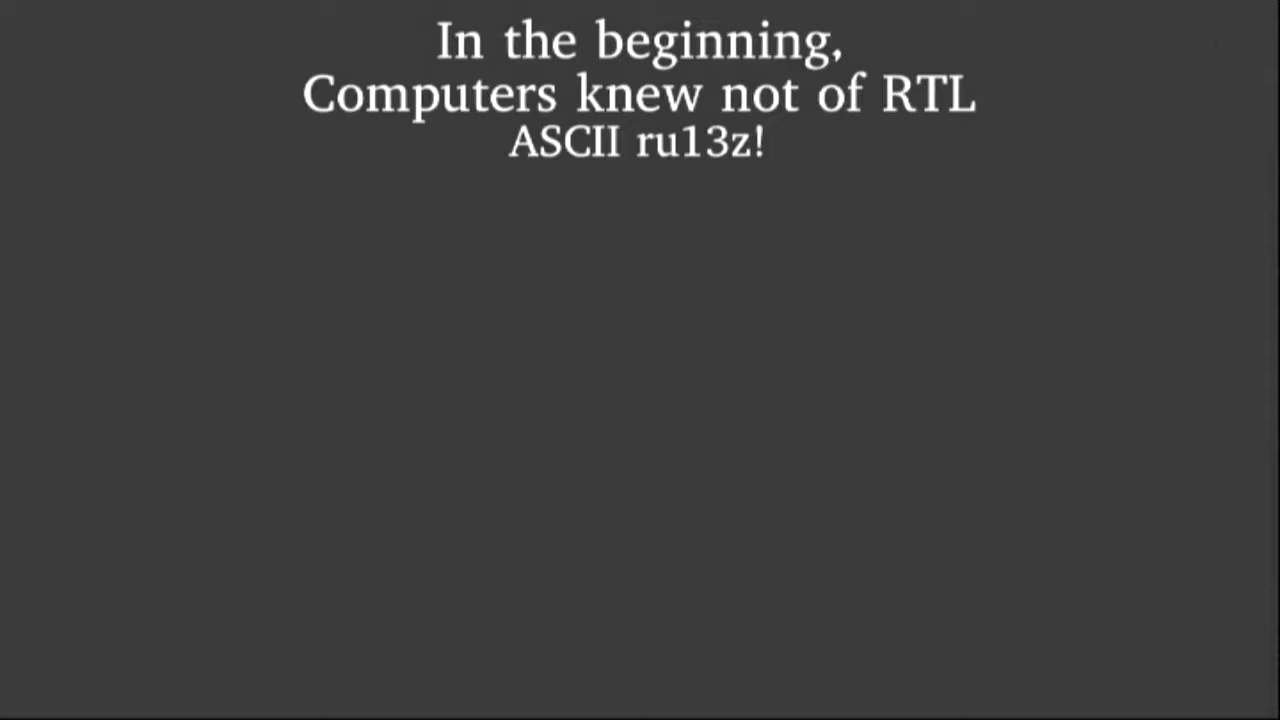 In the beginning,
Computers knew not of RTL
ASCII ru13z!